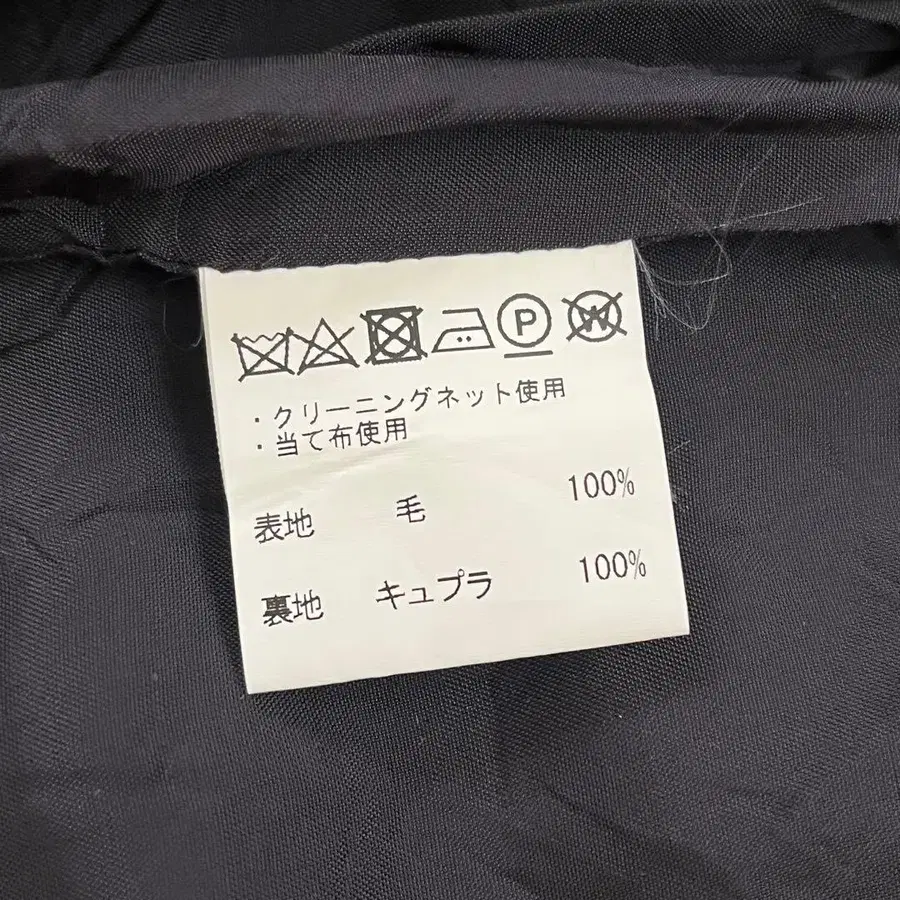 P W
・クリーニングネット使用
・当て布使用
表地 毛 100%
裏地 キュプラ 100%